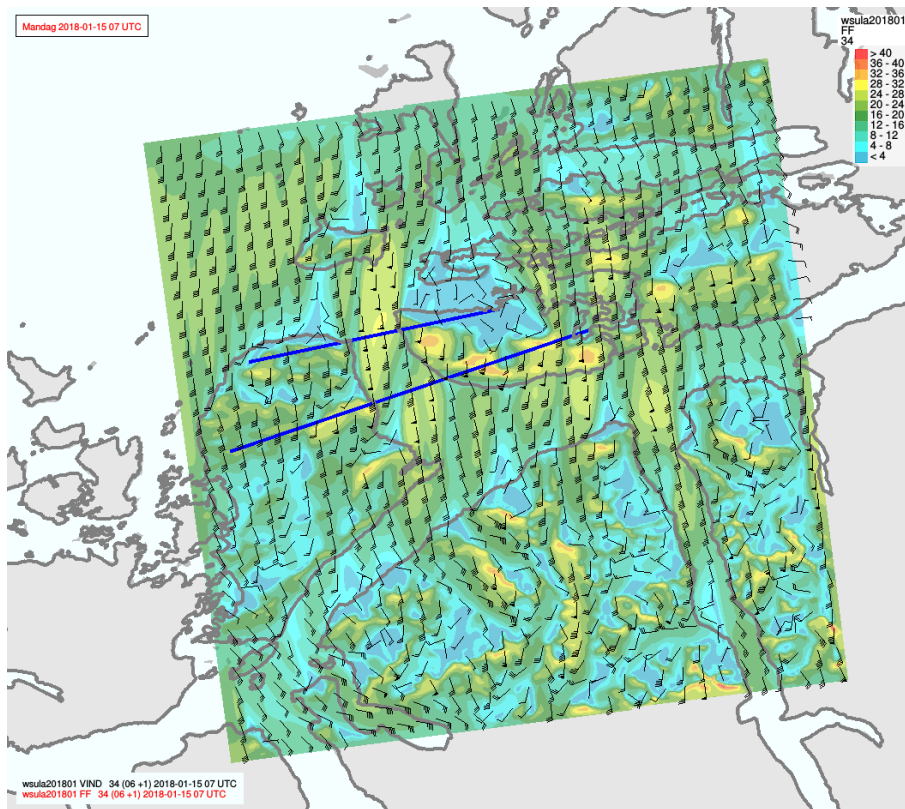 Mandag 2018-01-15 07 UTC
wsula201801
FF
34
> 40
36 - 40
32 - 36
28 - 32
24 - 28
20 - 24
16 - 20
12 - 16
8 - 12
4 - 8
< 4
wsula201801 VIND 34 (06 +1) 2018-01-15 07 UTC
wsula201801 FF 34 (06 +1) 2018-01-15 07 UTC